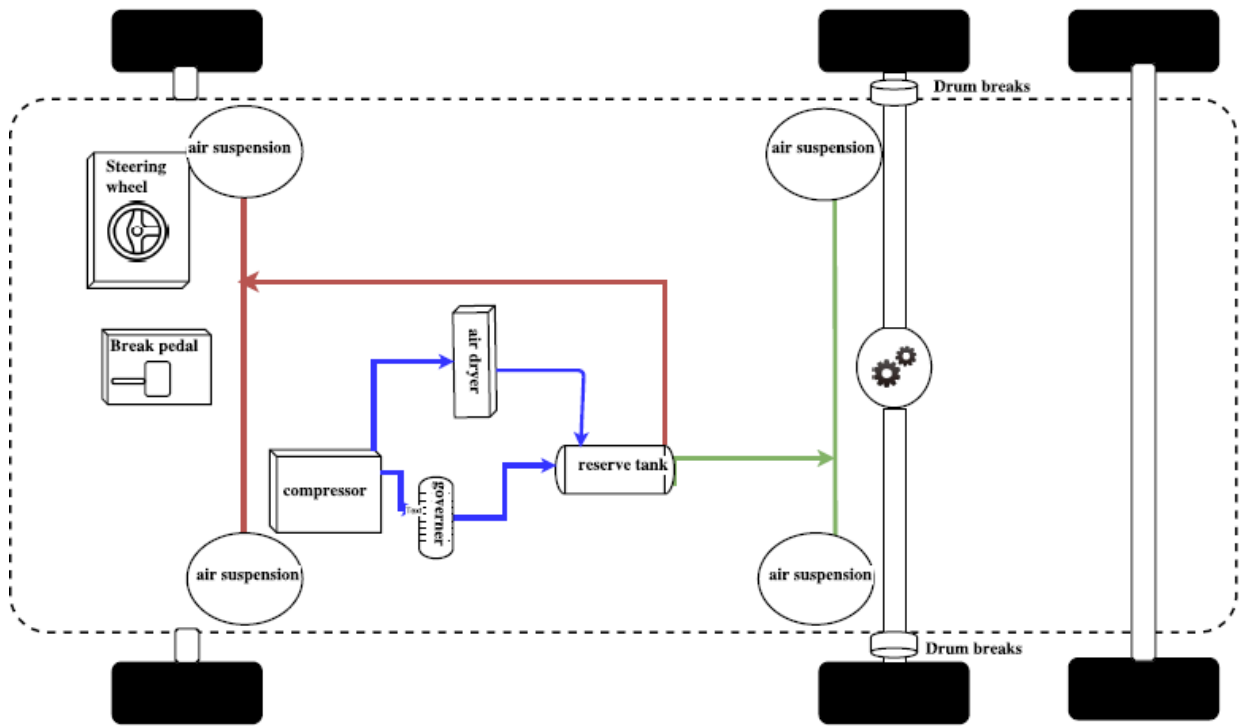 Drum breaks
air suspension
air suspension
Steering
wheel
Break pedal
air dryer
reserve tank
compressor
governer
Text
air suspension
air suspension
Drum breaks